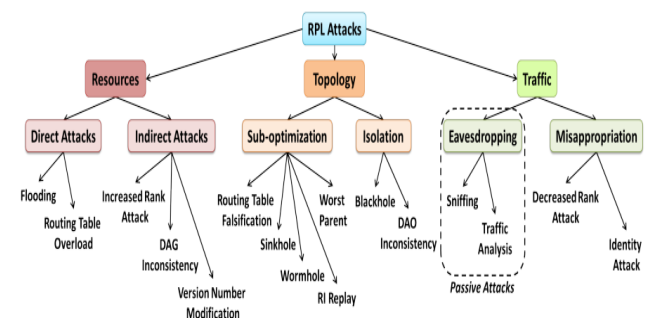 RPL Attacks
Resources
Topology
Traffic
Direct Attacks
Indirect Attacks
Sub-optimization
Isolation
Eavesdropping
Misappropriation
Flooding
Routing Table
Overload
Increased Rank
Attack
DAG
Inconsistency
Version Number
Modification
Routing Table
Falsification
Sinkhole
Wormhole
RI Replay
Worst
Parent
Blackhole
DAO
Inconsistency
Sniffing
Traffic
Analysis
Passive Attacks
Decreased Rank
Attack
Identity
Attack